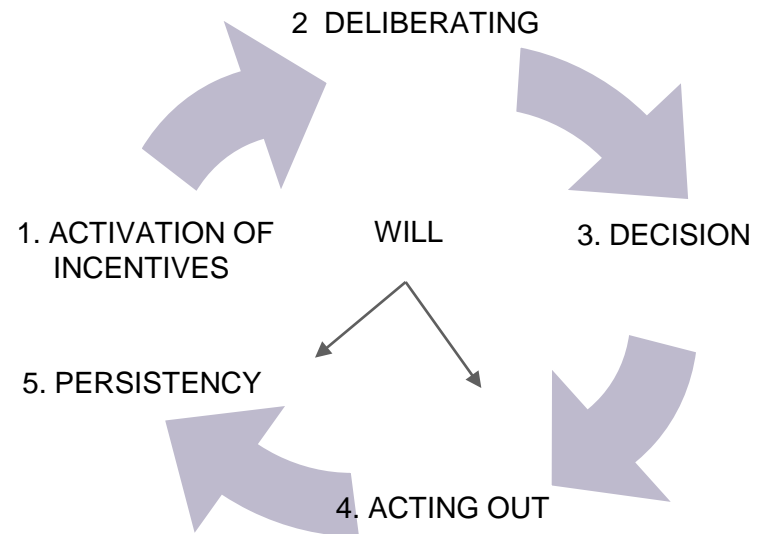 2 DELIBERATING
1. ACTIVATION OF
INCENTIVES
WILL
3. DECISION
5. PERSISTENCY
4. ACTING OUT